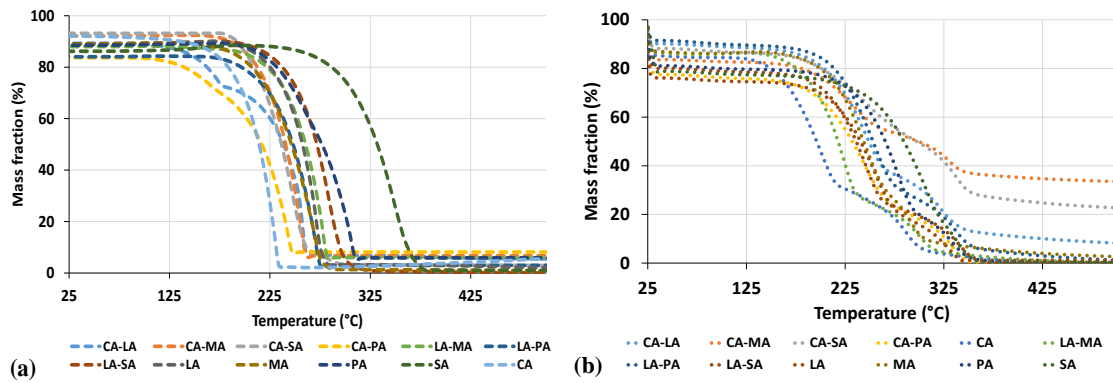 100
80
60
40
20
0
Mass fraction (%)
25 125 225 325 425
Temperature (°C)
CA-LA CA-MA CA-SA CA-PA LA-MA LA-PA
LA-SA LA MA PA SA CA
(a)
100
80
60
40
20
0
Mass fraction (%)
25 125 225 325 425
Temperature (°C)
CA-LA CA-MA CA-SA CA-PA CA LA-MA
LA-PA LA-SA LA MA PA SA
(b)